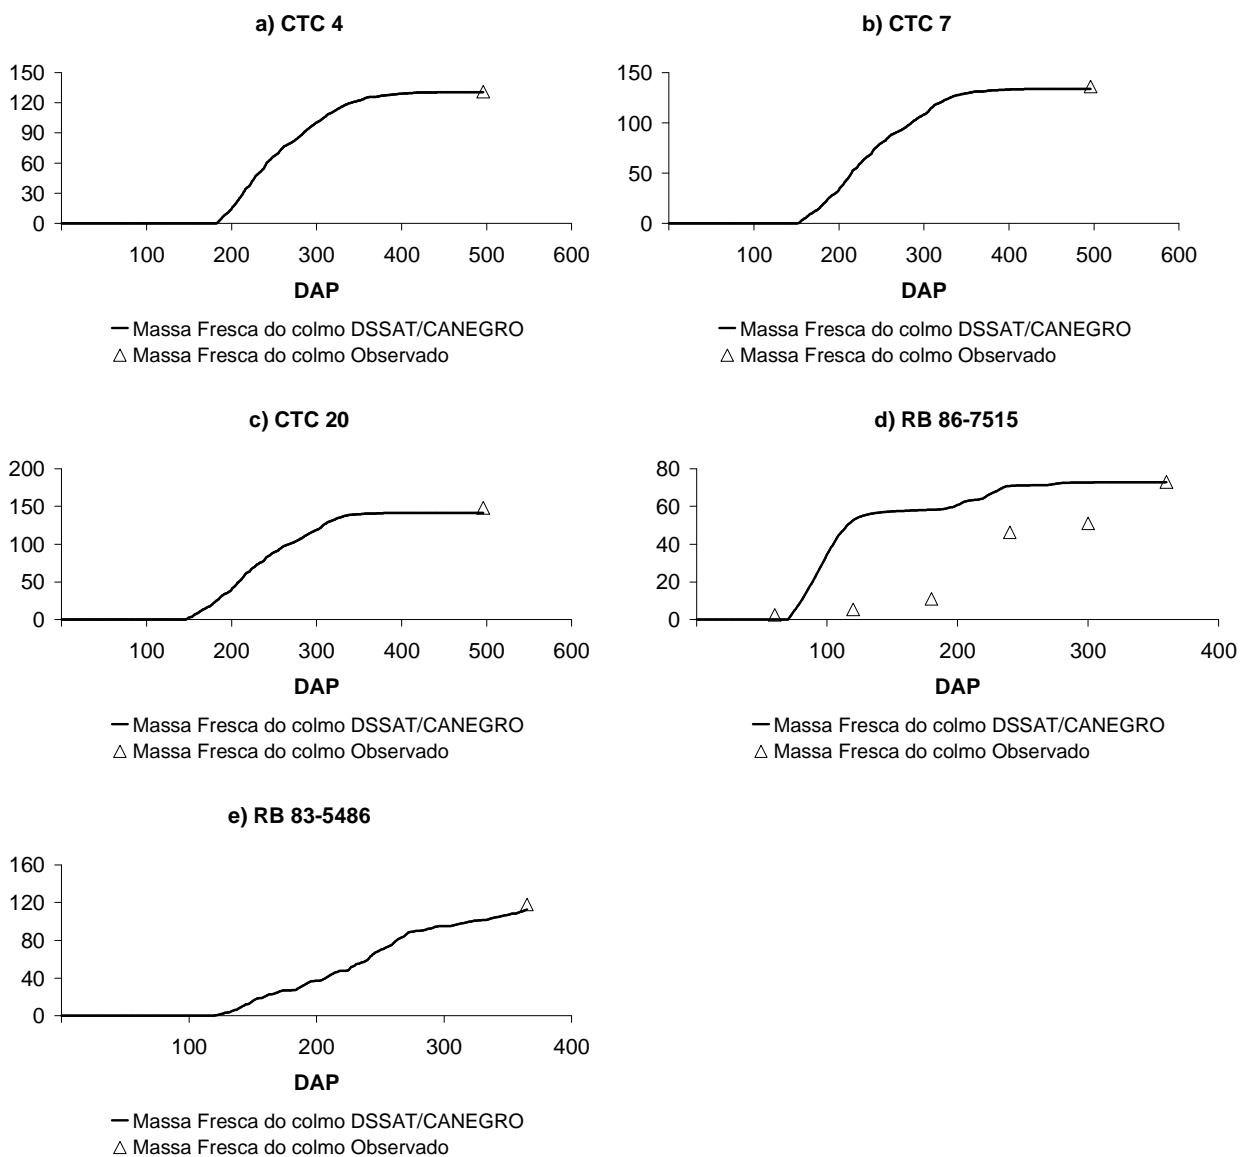 a) CTC 4
150
120
90
60
30
0
100 200 300 400 500 600
DAP
Massa Fresca do colmo DSSAT/CANEGRO
Massa Fresca do colmo Observado
b) CTC 7
150
100
50
0
100 200 300 400 500 600
DAP
Massa Fresca do colmo DSSAT/CANEGRO
Massa Fresca do colmo Observado
c) CTC 20
200
150
100
50
0
100 200 300 400 500 600
DAP
Massa Fresca do colmo DSSAT/CANEGRO
Massa Fresca do colmo Observado
d) RB 86-7515
80
60
40
20
0
100 200 300 400
DAP
Massa Fresca do colmo DSSAT/CANEGRO
Massa Fresca do colmo Observado
e) RB 83-5486
160
120
80
40
0
100 200 300 400
DAP
Massa Fresca do colmo DSSAT/CANEGRO
Massa Fresca do colmo Observado